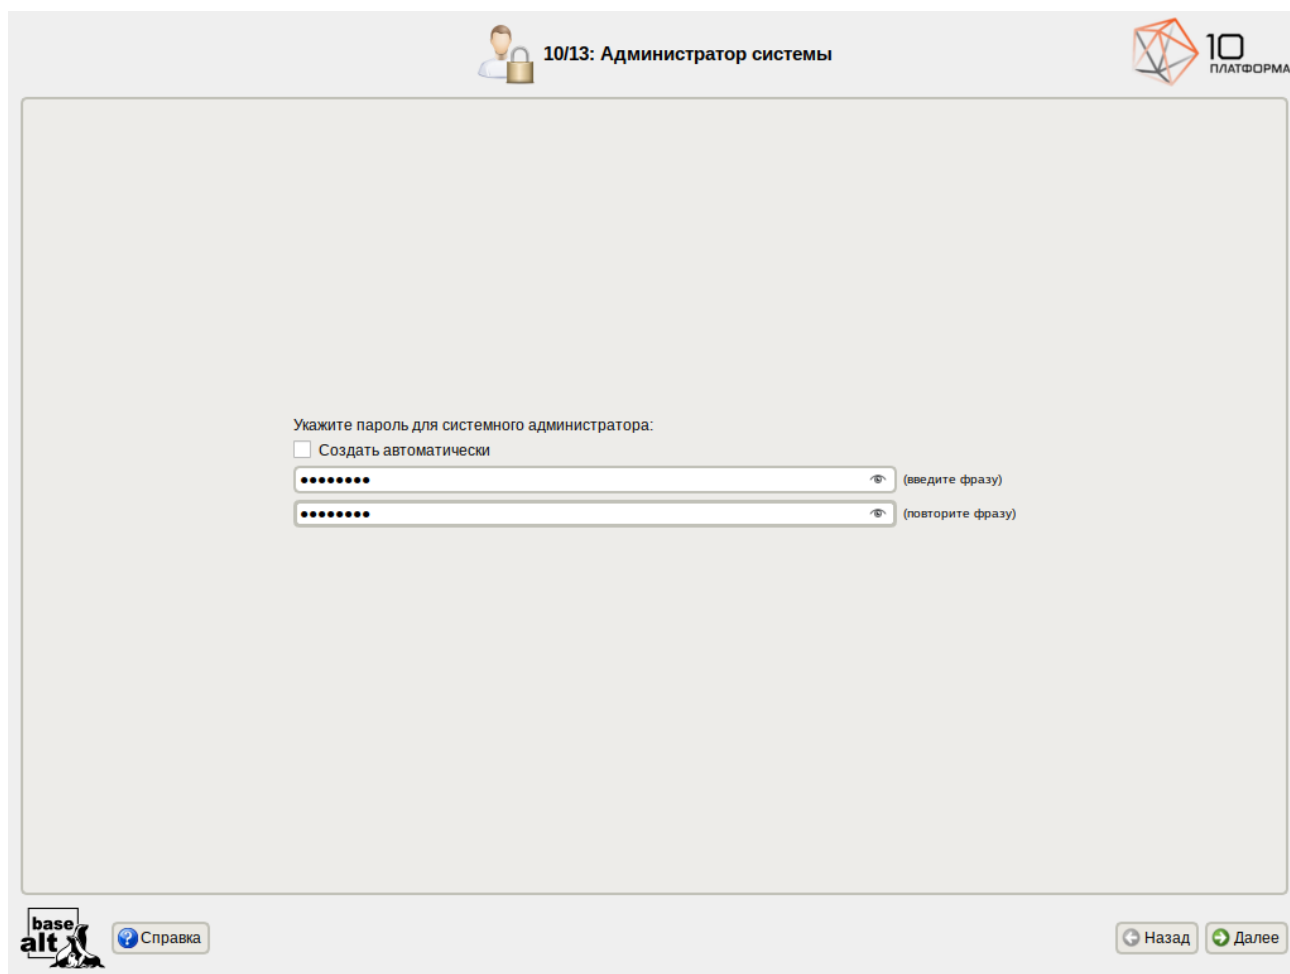 10/13: Администратор системы
10
ПЛАТФОРМА
Укажите пароль для системного администратора:
Создать автоматически
•••••••• (введите фразу)
•••••••• (повторите фразу)
base
alt
Справка
Назад
Далее